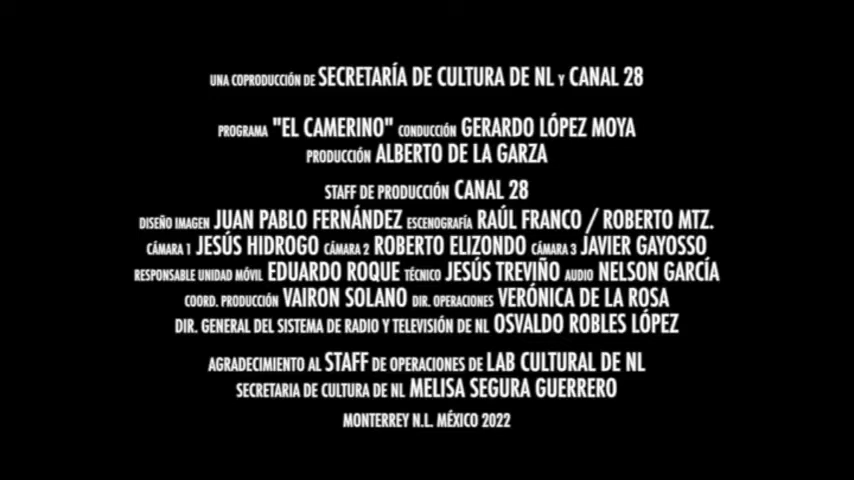 UNA COPRODUCCIÓN DE SECRETARÍA DE CULTURA DE NL Y CANAL 28
PROGRAMA "EL CAMERINO" CONDUCCIÓN GERARDO LÓPEZ MOYA
PRODUCCIÓN ALBERTO DE LA GARZA
STAFF DE PRODUCCIÓN CANAL 28
DISEÑO IMAGEN JUAN PABLO FERNÁNDEZ ESCENOGRAFÍA RAÚL FRANCO / ROBERTO MTZ.
CÁMARA 1 JESÚS HIDROGO CÁMARA 2 ROBERTO ELIZONDO CÁMARA 3 JAVIER GAYOSSO
RESPONSABLE UNIDAD MÓVIL EDUARDO ROQUE TÉCNICO JESÚS TREVIÑO AUDIO NELSON GARCÍA
COORD. PRODUCCIÓN VAIRON SOLANO DIR. OPERACIONES VERÓNICA DE LA ROSA
DIR. GENERAL DEL SISTEMA DE RADIO Y TELEVISIÓN DE NL OSVALDO ROBLES LÓPEZ
AGRADECIMIENTO AL STAFF DE OPERACIONES DE LAB CULTURAL DE NL
SECRETARIA DE CULTURA DE NL MELISA SEGURA GUERRERO
MONTERREY N.L. MÉXICO 2022